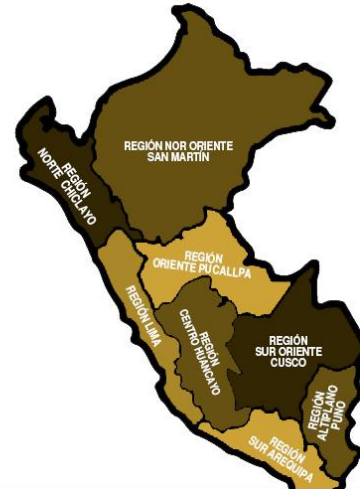 REGIÓN NOR ORIENTE
SAN MARTÍN
REGIÓN
NORTE CHICLAYO
REGIÓN
ORIENTE PUCALLPA
REGIÓN LIMA
REGIÓN
CENTRO HUANCAYO
REGIÓN
SUR ORIENTE
CUSCO
REGIÓN
ALTIPLANO
PUNO
REGIÓN
SUR AREQUIPA